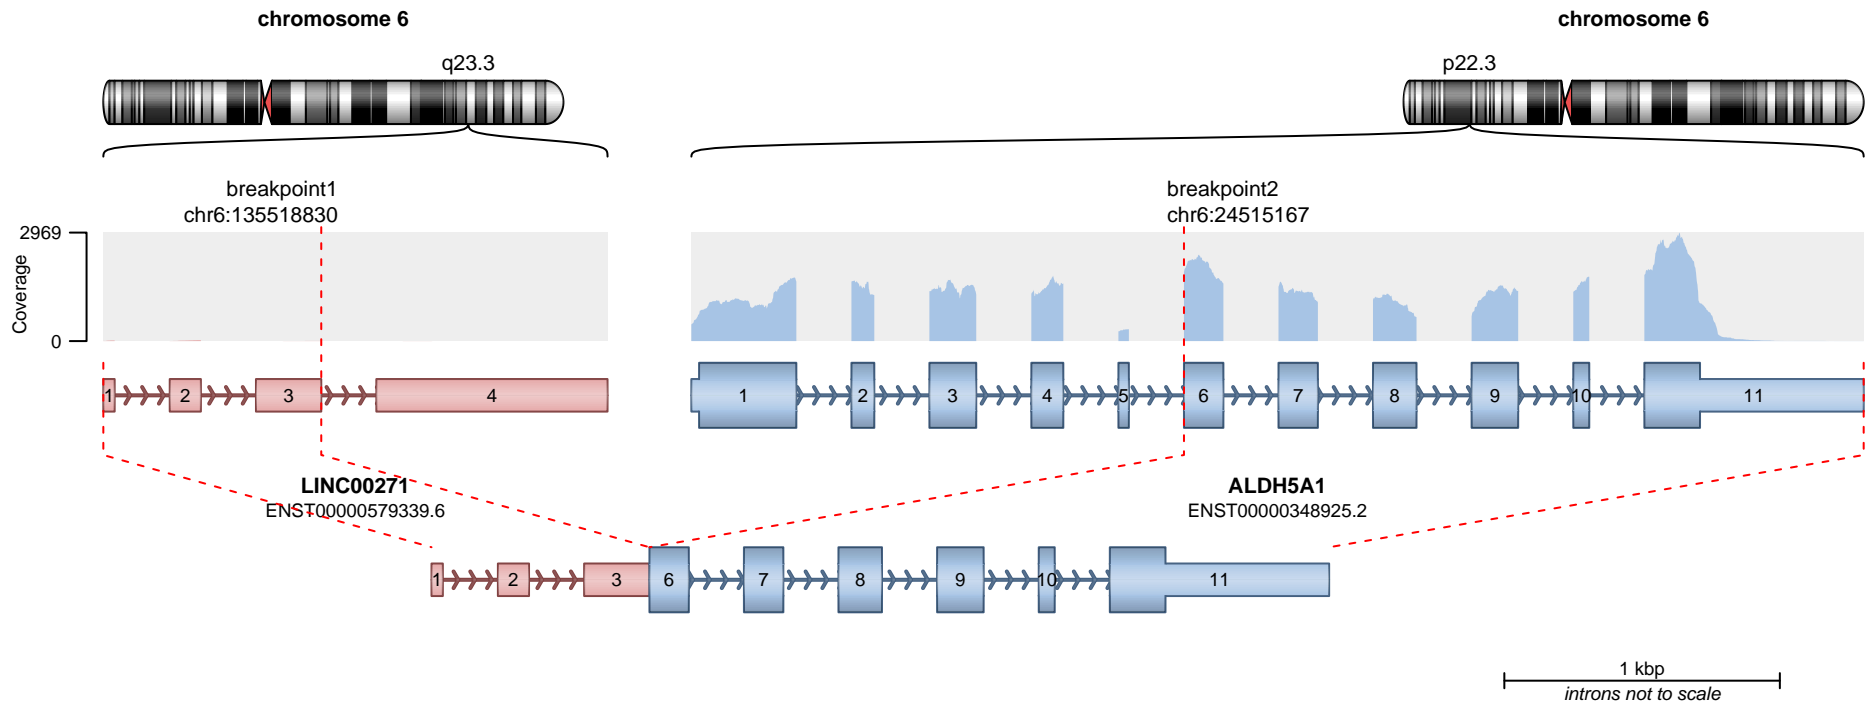 chromosome 6
chromosome 6
q23.3
p22.3
breakpoint1
chr6:135518830
breakpoint2
chr6:24515167
2969
Coverage
0
1 2 3 4
1 2 3 4 5 6 7 8 9 10 11
LINC00271
ENST00000579339.6
ALDH5A1
ENST00000348925.2
1 2 3 6 7 8 9 10 11
1 kbp
introns not to scale